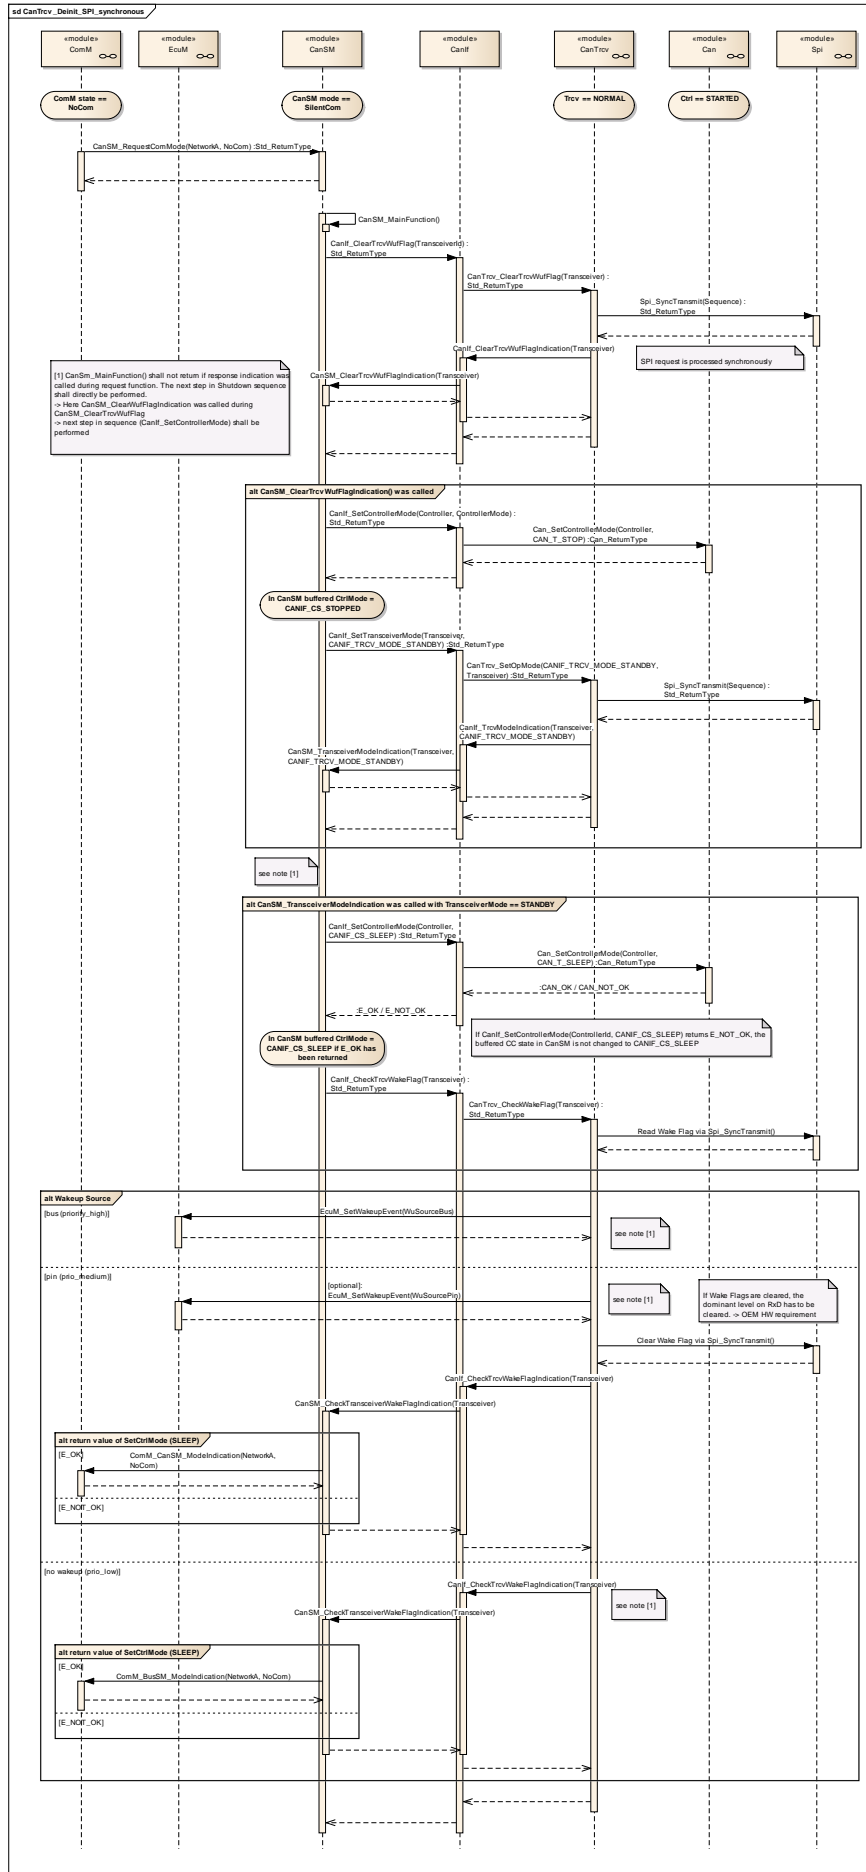 sd CanTrcv_Deinit_SPI_synchronous
«module»
ComM
«module»
EcuM
«module»
CanSM
«module»
CanIf
«module»
CanTrcv
«module»
Can
«module»
Spi
ComM state ==
NoCom
CanSM mode ==
SilentCom
Trcv == NORMAL
Ctrl == STARTED
CanSM_RequestComMode(NetworkA, NoCom) :Std_ReturnType
CanSM_MainFunction()
CanIf_ClearTrcvWufFlag(TransceiverId) :
Std_ReturnType
CanTrcv_ClearTrcvWufFlag(Transceiver) :
Std_ReturnType
Spi_SyncTransmit(Sequence) :
Std_ReturnType
CanIf_ClearTrcvWufFlagIndication(Transceiver)
SPI request is processed synchronously
CanSM_ClearTrcvWufFlagIndication(Transceiver)
[1] CanSm_MainFunction() shall not return if response indication was
called during request function. The next step in Shutdown sequence
shall directly be performed.
-> Here CanSM_ClearWufFlagIndication was called during
CanSM_ClearTrcvWufFlag
-> next step in sequence (CanIf_SetControllerMode) shall be
performed
alt CanSM_ClearTrcvWufFlagIndication() was called
CanIf_SetControllerMode(Controller, ControllerMode) :
Std_ReturnType
Can_SetControllerMode(Controller,
CAN_T_STOP) :Can_ReturnType
In CanSM buffered CtrlMode =
CANIF_CS_STOPPED
CanIf_SetTransceiverMode(Transceiver,
CANIF_TRCV_MODE_STANDBY) :Std_ReturnType
CanTrcv_SetOpMode(CANIF_TRCV_MODE_STANDBY,
Transceiver) :Std_ReturnType
Spi_SyncTransmit(Sequence) :
Std_ReturnType
CanIf_TrcvModeIndication(Transceiver,
CANIF_TRCV_MODE_STANDBY)
CanSM_TransceiverModeIndication(Transceiver,
CANIF_TRCV_MODE_STANDBY)
see note [1]
alt CanSM_TransceiverModeIndication was called with TransceiverMode == STANDBY
CanIf_SetControllerMode(Controller,
CANIF_CS_SLEEP) :Std_ReturnType
Can_SetControllerMode(Controller,
CAN_T_SLEEP) :Can_ReturnType
:CAN_OK / CAN_NOT_OK
:E_OK / E_NOT_OK
If CanIf_SetControllerMode(ControllerId, CANIF_CS_SLEEP) returns E_NOT_OK, the
buffered CC state in CanSM is not changed to CANIF_CS_SLEEP
In CanSM buffered CtrlMode =
CANIF_CS_SLEEP if E_OK has
been returned
CanIf_CheckTrcvWakeFlag(Transceiver) :
Std_ReturnType
CanTrcv_CheckWakeFlag(Transceiver) :
Std_ReturnType
Read Wake Flag via Spi_SyncTransmit()
alt Wakeup Source
[bus (priority_high)]
EcuM_SetWakeupEvent(WuSourceBus)
see note [1]
[pin (prio_medium)]
[optional]:
EcuM_SetWakeupEvent(WuSourcePin)
see note [1]
If Wake Flags are cleared, the
dominant level on RxD has to be
cleared. -> OEM HW requirement
Clear Wake Flag via Spi_SyncTransmit()
CanIf_CheckTrcvWakeFlagIndication(Transceiver)
CanSM_CheckTransceiverWakeFlagIndication(Transceiver)
alt return value of SetCtrlMode (SLEEP)
[E_OK]
ComM_CanSM_ModeIndication(NetworkA,
NoCom)
[E_NOT_OK]
[no wakeup (prio_low)]
CanIf_CheckTrcvWakeFlagIndication(Transceiver)
see note [1]
CanSM_CheckTransceiverWakeFlagIndication(Transceiver)
alt return value of SetCtrlMode (SLEEP)
[E_OK]
ComM_BusSM_ModeIndication(NetworkA, NoCom)
[E_NOT_OK]